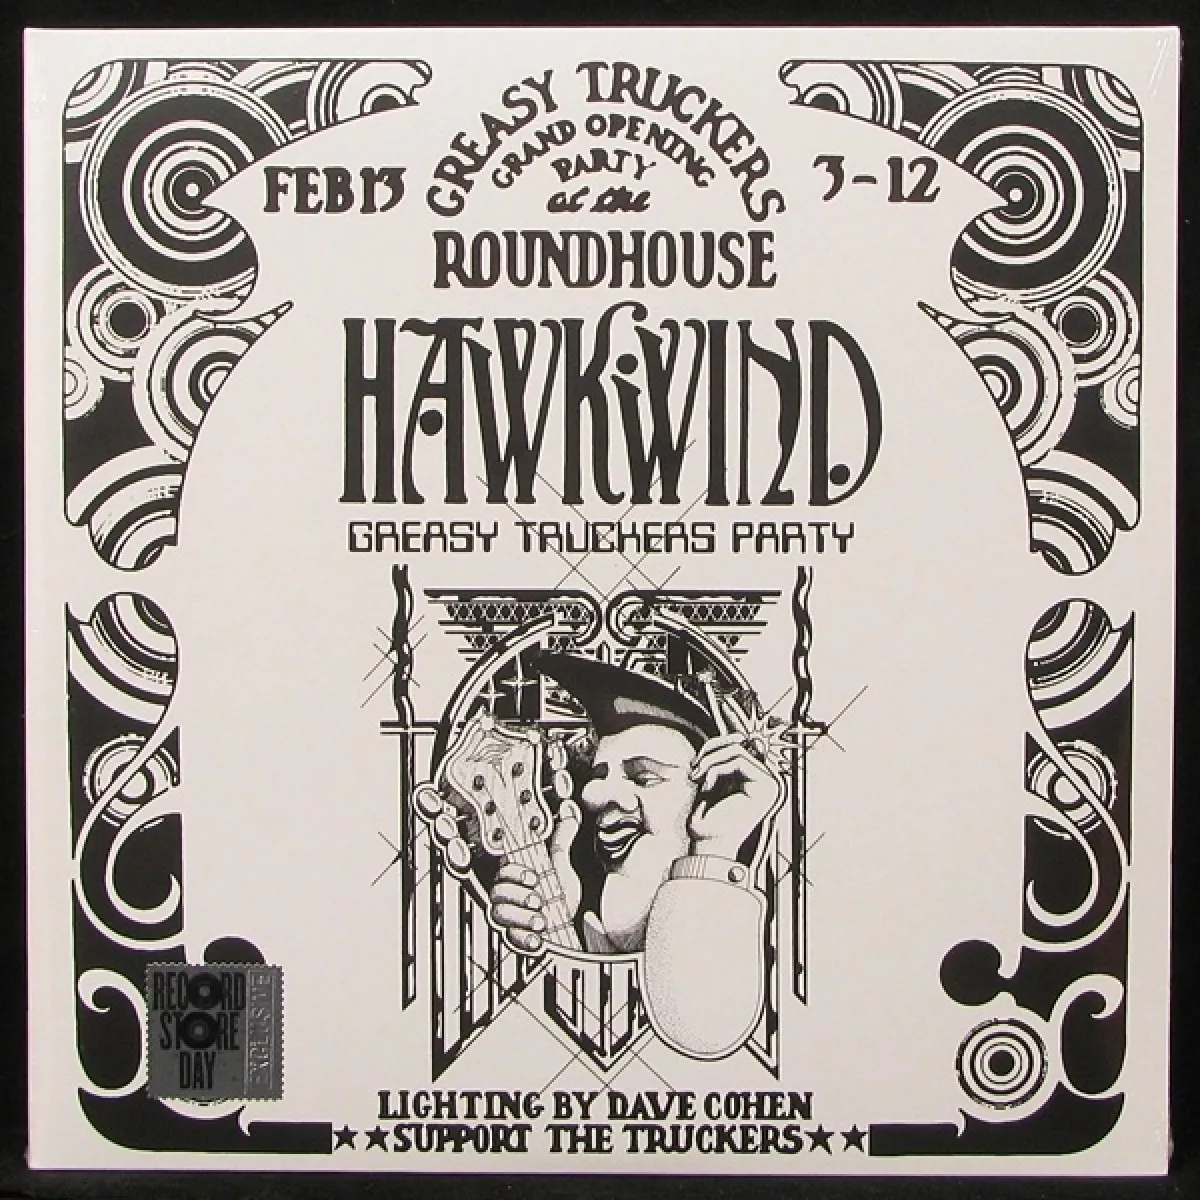 GREASY TRUCKERS
GRAND OPENING
PARTY
FEB 13
3-12
at the
ROUNDHOUSE
HAWKWIND
GREASY TRUCKERS PARTY
RECORD
STORE
DAY
EXCLUSIVE
LIGHTING BY DAVE COHEN
★★SUPPORT THE TRUCKERS★★